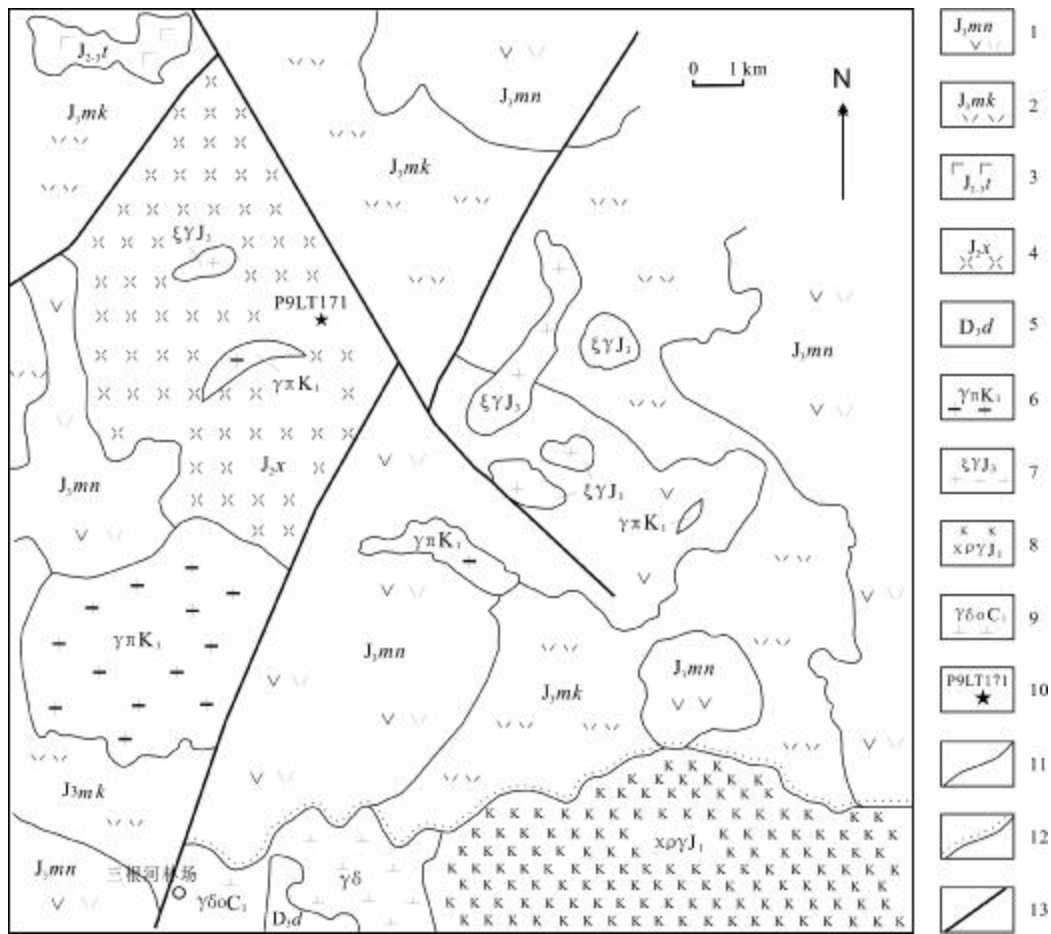 J₂₋₃t
J₃mk
J₃mn
0 1 km
N
J₃mk
ξγJ₃
P9LT171
γπK₁
ξγJ₃
ξγJ₃
J₃mn
J₂x
J₃mn
ξγJ₃
γπK₁
γπK₁
γπK₁
J₃mn
J₃mk
J₃mn
J3mk
J₃mn
三根河林场
γδoC₁
D₃d
γδ
χργJ₁
J₃mn 1
J₃mk 2
J₂₋₃t 3
J₂x 4
D₃d 5
γπK₁ 6
ξγJ₃ 7
K K
χργJ₁ 8
γδoC₁ 9
P9LT171 10
11
12
13